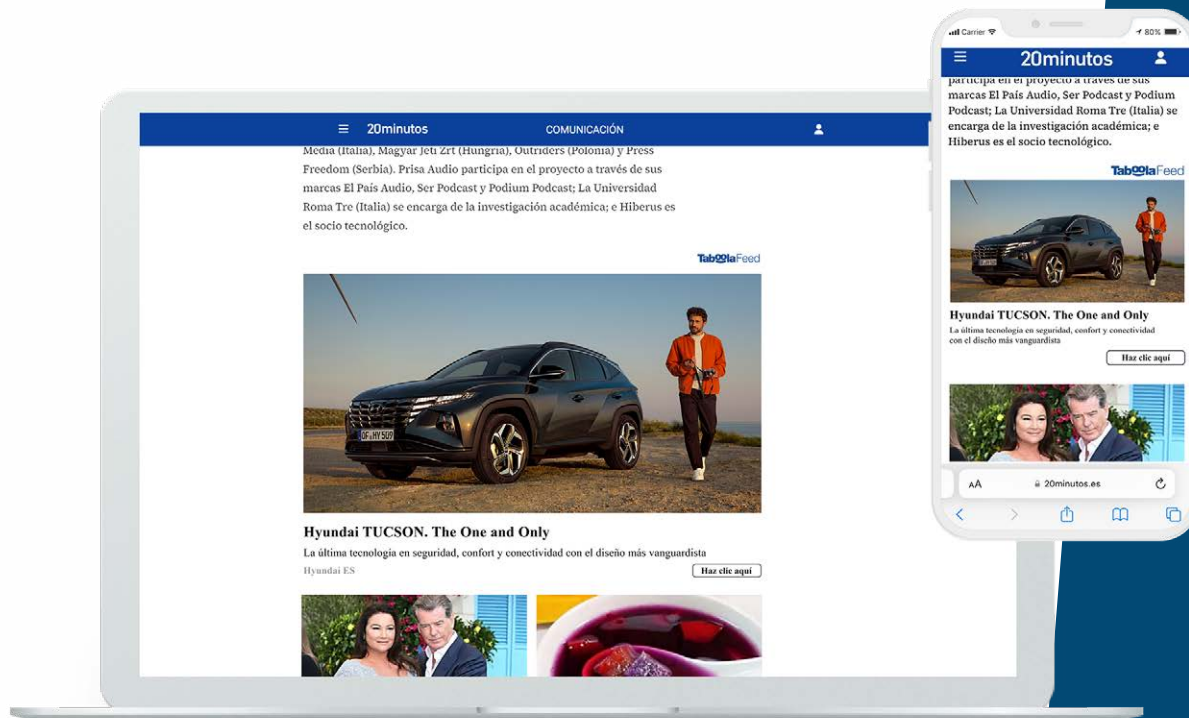 20minutos
COMUNICACIÓN
Media (Italia), Magyar Jeti Zrt (Hungría), Outriders (Polonia) y Press
Freedom (Serbia). Prisa Audio participa en el proyecto a través de sus
marcas El País Audio, Ser Podcast y Podium Podcast; La Universidad
Roma Tre (Italia) se encarga de la investigación académica; e Hiberus es
el socio tecnológico.
Taboola Feed
OF HY 509
Hyundai TUCSON. The One and Only
La última tecnología en seguridad, confort y conectividad con el diseño más vanguardista
Hyundai ES
Haz clic aquí
Carrier
80%
20minutos
participa en el proyecto a través de sus
marcas El País Audio, Ser Podcast y Podium
Podcast; La Universidad Roma Tre (Italia) se
encarga de la investigación académica; e
Hiberus es el socio tecnológico.
Taboola Feed
Hyundai TUCSON. The One and Only
La última tecnología en seguridad, confort y conectividad
con el diseño más vanguardista
Haz clic aquí
AA
20minutos.es